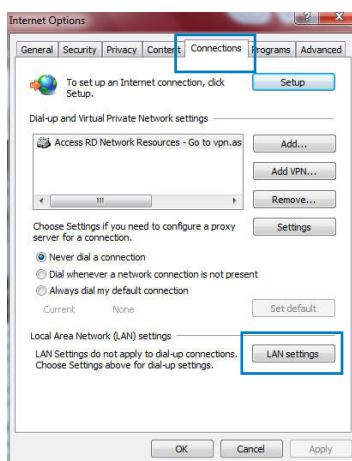 Internet Options
General Security Privacy Content Connections Programs Advanced
To set up an Internet connection, click
Setup.
Setup
Dial-up and Virtual Private Network settings
Access RD Network Resources - Go to vpn.as
Add...
Add VPN...
Remove...
Choose Settings if you need to configure a proxy
server for a connection.
Settings
Never dial a connection
Dial whenever a network connection is not present
Always dial my default connection
Current None
Set default
Local Area Network (LAN) settings
LAN Settings do not apply to dial-up connections.
Choose Settings above for dial-up settings.
LAN settings
OK Cancel Apply